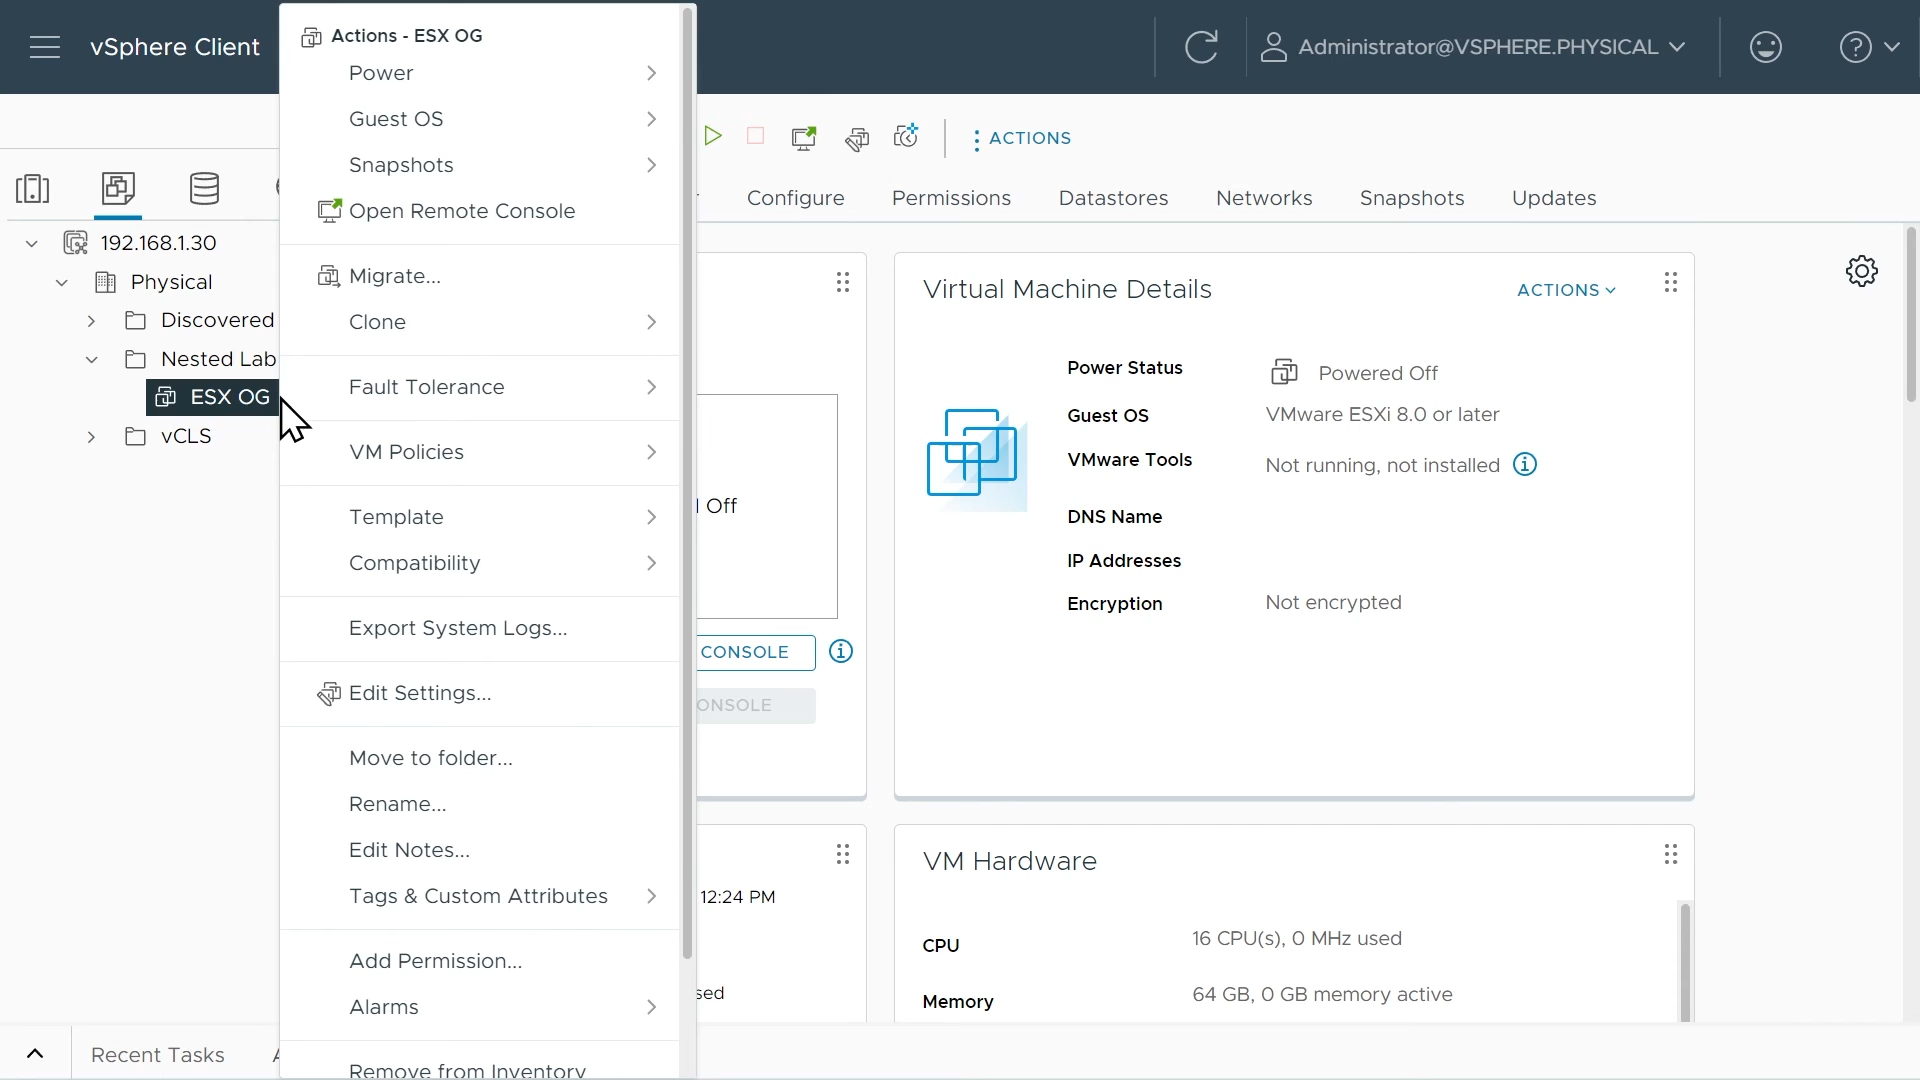 vSphere Client
Administrator@VSPHERE.PHYSICAL
Actions - ESX OG
Power
Guest OS
Snapshots
Open Remote Console
Migrate...
Clone
Fault Tolerance
VM Policies
Template
Compatibility
Export System Logs...
Edit Settings...
Move to folder...
Rename...
Edit Notes...
Tags & Custom Attributes
Add Permission...
Alarms
Remove from Inventory
ACTIONS
Configure
Permissions
Datastores
Networks
Snapshots
Updates
192.168.1.30
Physical
Discovered
Nested Lab
ESX OG
vCLS
Off
CONSOLE
ONSOLE
12:24 PM
sed
Virtual Machine Details
ACTIONS
Power Status
Powered Off
Guest OS
VMware ESXi 8.0 or later
VMware Tools
Not running, not installed
DNS Name
IP Addresses
Encryption
Not encrypted
VM Hardware
CPU
16 CPU(s), 0 MHz used
Memory
64 GB, 0 GB memory active
Recent Tasks